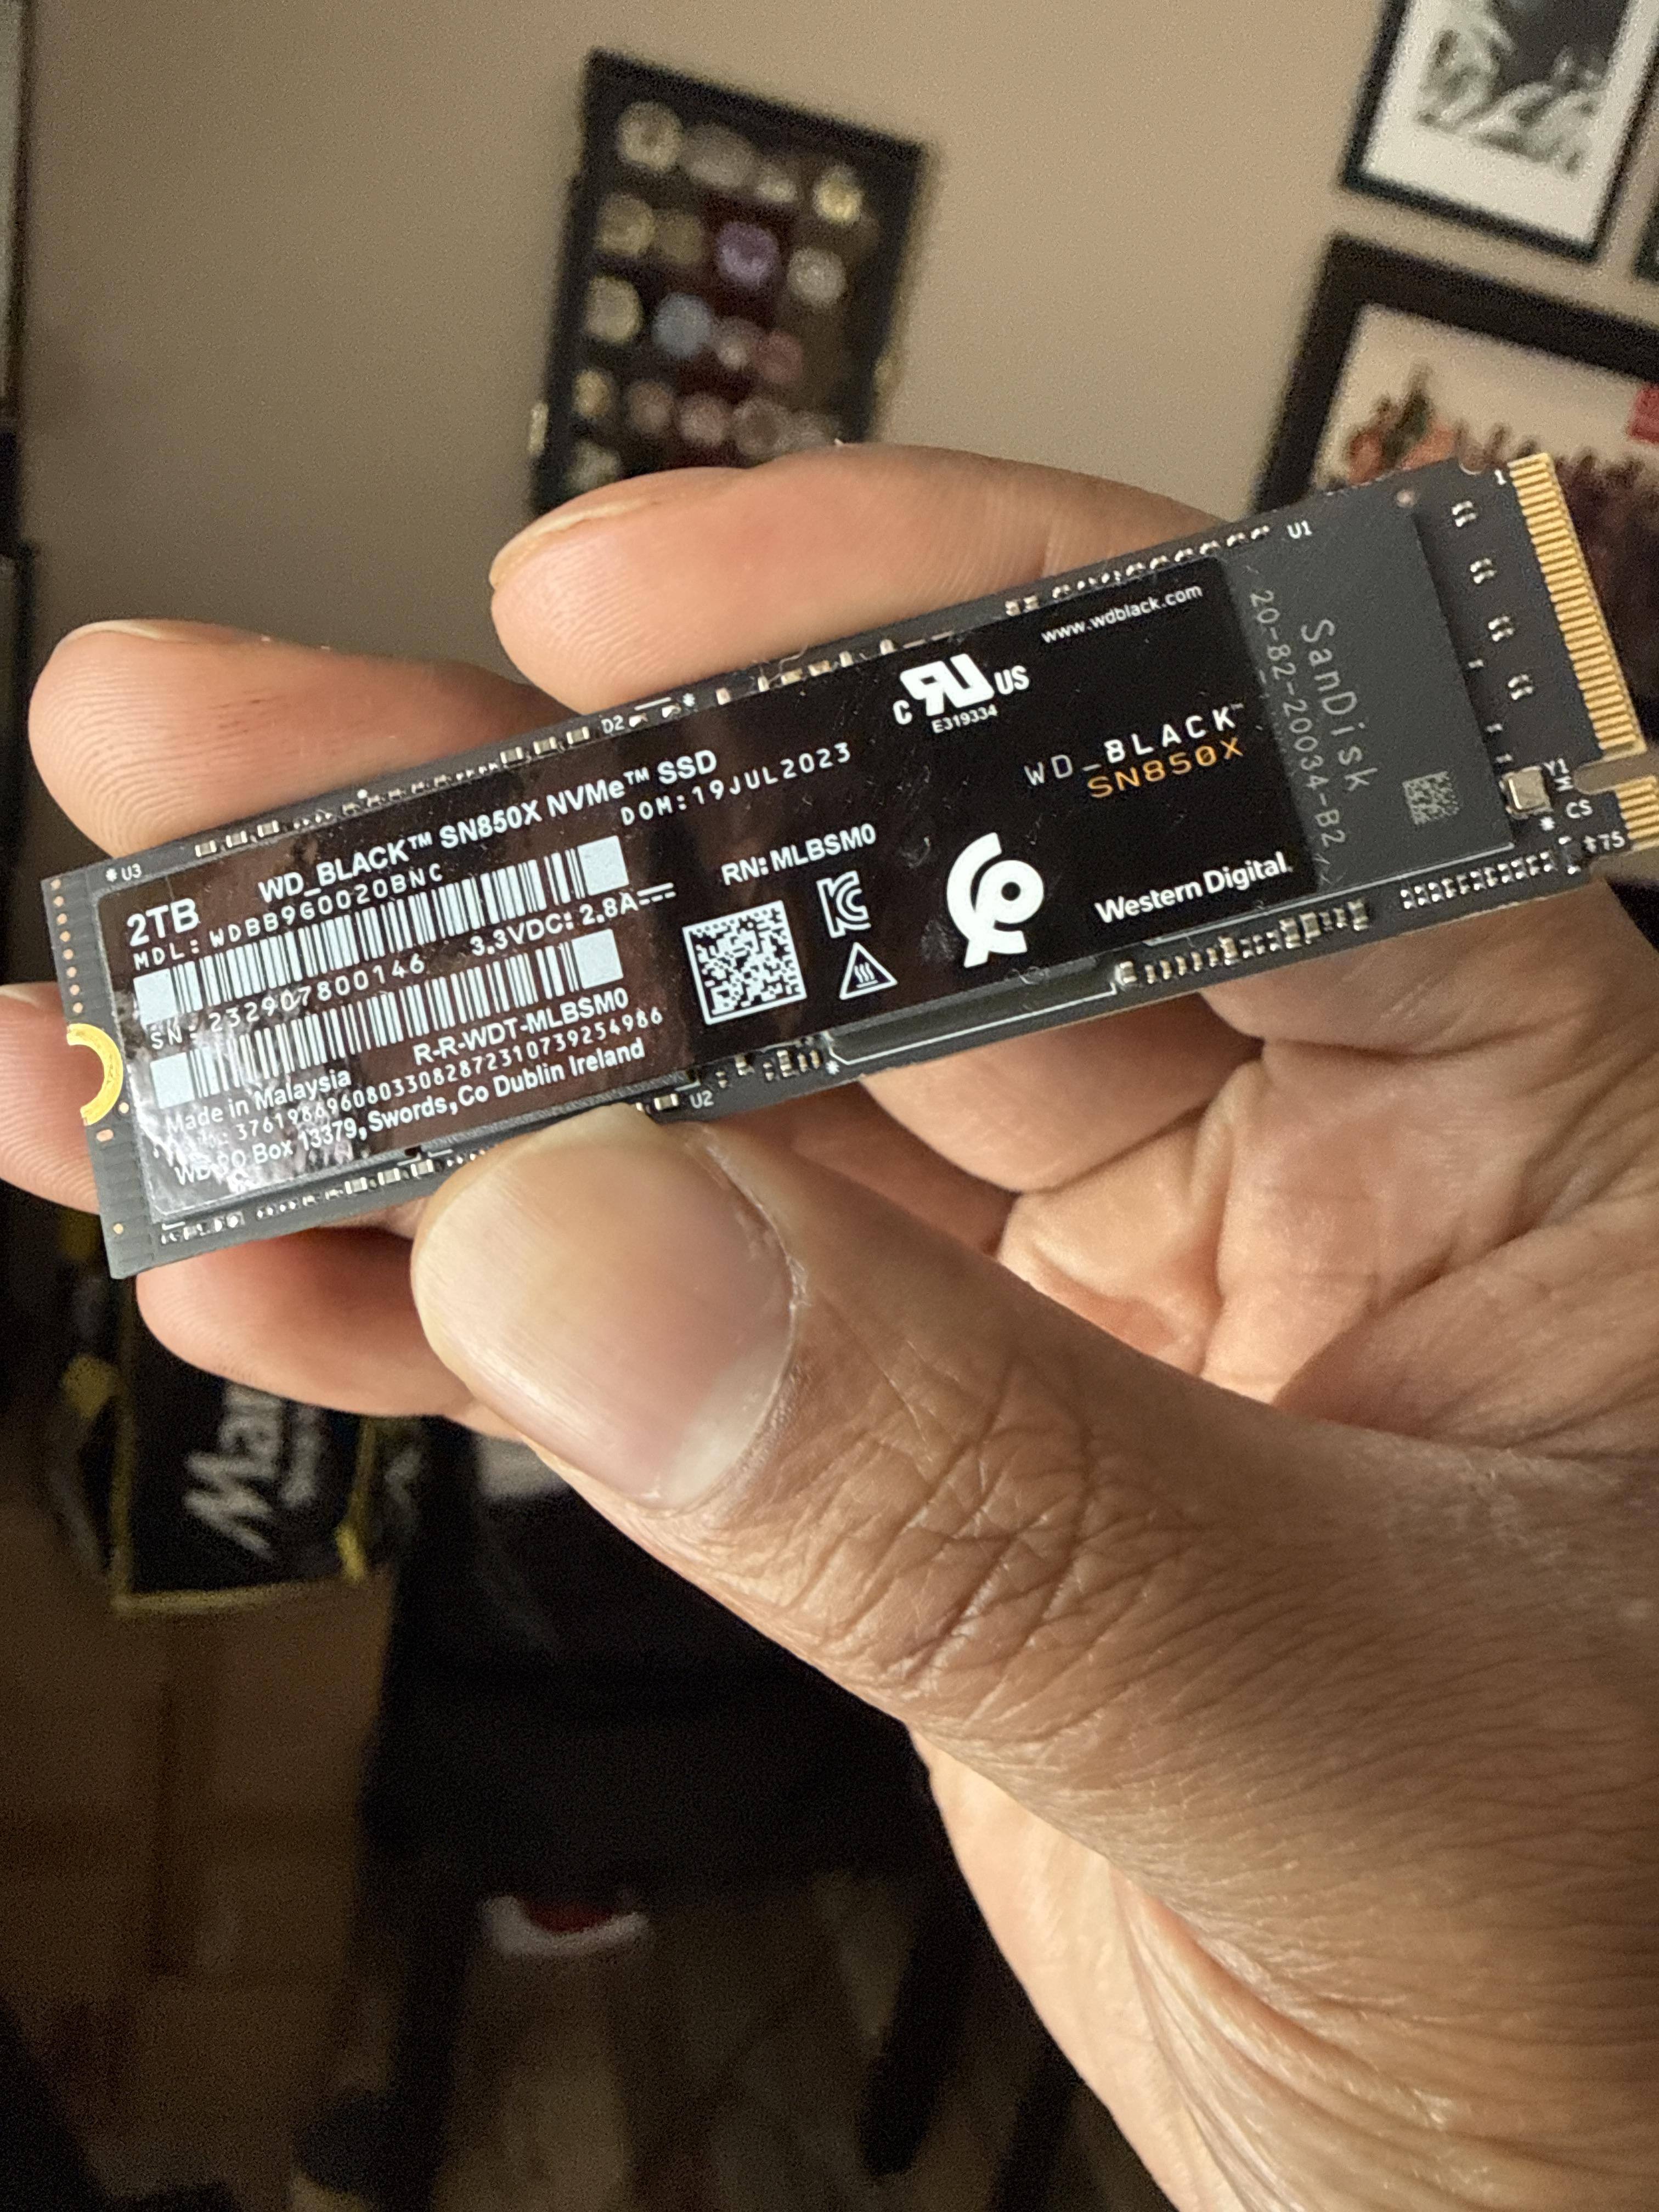 2TB
WD_BLACK™ SN850X NVMe™ SSD
MDL: WDBB9G0020BNC
DOM:19JUL2023
SN: 232907800146
3.3VDC: 2.8A
R-R-WDT-MLBSM0
Made in Malaysia
WD PO Box 13379, Swords, Co Dublin Ireland
RN: MLBSM0
C US
E319334
www.wdblack.com
WD_BLACK™
SN850X
Western Digital
SanDisk
20-82-20034-B2
U3
D2
U2
U1
1
Y1
CS
75